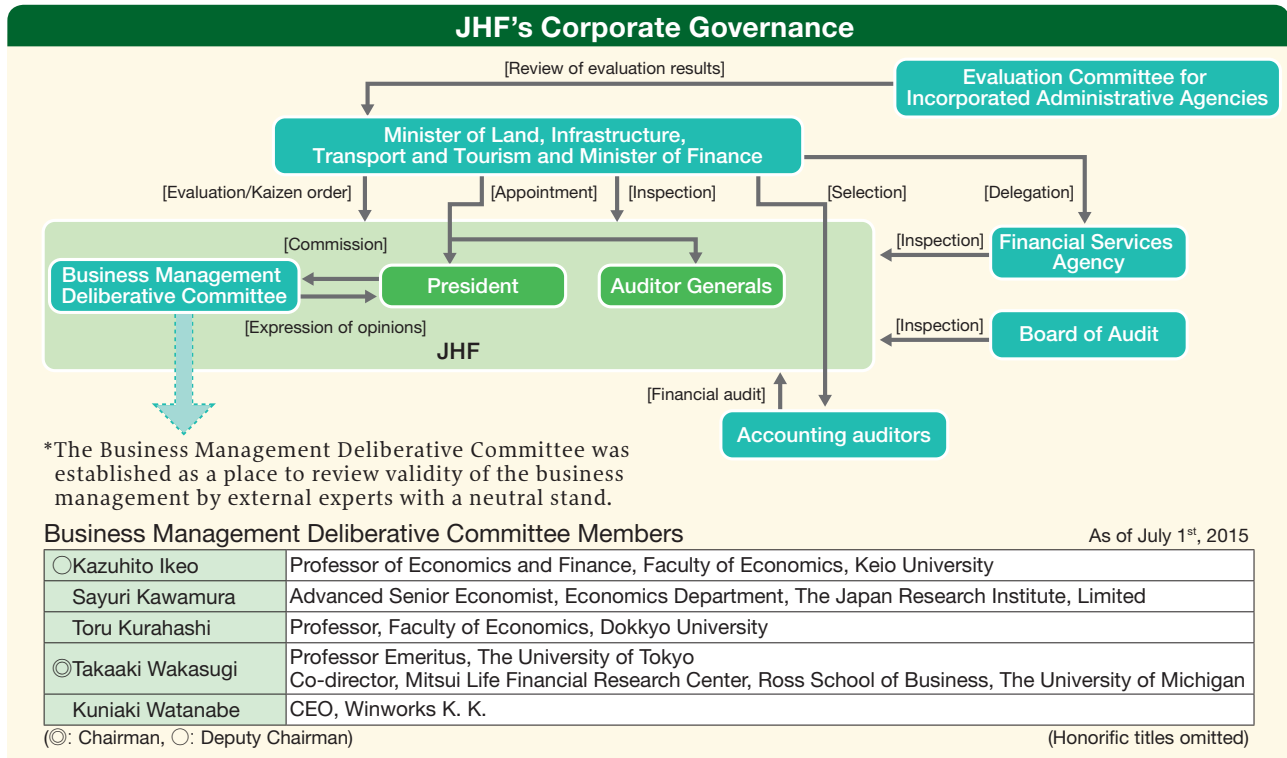 JHF's Corporate Governance
[Review of evaluation results]
Evaluation Committee for
Incorporated Administrative Agencies
Minister of Land, Infrastructure,
Transport and Tourism and Minister of Finance
[Evaluation/Kaizen order]
[Appointment]
[Inspection]
[Selection]
[Delegation]
[Commission]
Business Management
Deliberative Committee
President
Auditor Generals
[Inspection]
Financial Services
Agency
[Expression of opinions]
JHF
[Inspection]
Board of Audit
[Financial audit]
Accounting auditors
*The Business Management Deliberative Committee was
established as a place to review validity of the business
management by external experts with a neutral stand.
Business Management Deliberative Committee Members
As of July 1st, 2015
○Kazuhito Ikeo Professor of Economics and Finance, Faculty of Economics, Keio University
Sayuri Kawamura Advanced Senior Economist, Economics Department, The Japan Research Institute, Limited
Toru Kurahashi Professor, Faculty of Economics, Dokkyo University
◎Takaaki Wakasugi Professor Emeritus, The University of Tokyo
Co-director, Mitsui Life Financial Research Center, Ross School of Business, The University of Michigan
Kuniaki Watanabe CEO, Winworks K. K.
(◎: Chairman, ○: Deputy Chairman)
(Honorific titles omitted)